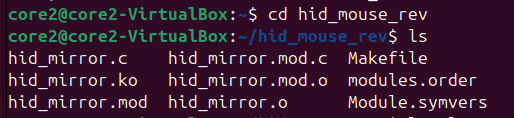 core2@core2-VirtualBox:~$ cd hid_mouse_rev
core2@core2-VirtualBox:~/hid_mouse_rev$ ls
hid_mirror.c    hid_mirror.mod.c  Makefile
hid_mirror.ko   hid_mirror.mod.o  modules.order
hid_mirror.mod  hid_mirror.o      Module.symvers